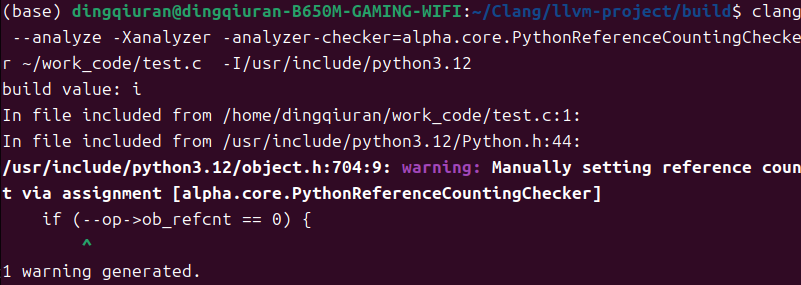 (base) dingqiuran@dingqiuran-B650M-GAMING-WIFI:~/Clang/llvm-project/build$ clang
 --analyze -Xanalyzer -analyzer-checker=alpha.core.PythonReferenceCountingChecke
r ~/work_code/test.c  -I/usr/include/python3.12
build value: i
In file included from /home/dingqiuran/work_code/test.c:1:
In file included from /usr/include/python3.12/Python.h:44:
/usr/include/python3.12/object.h:704:9: warning: Manually setting reference coun
t via assignment [alpha.core.PythonReferenceCountingChecker]
    if (--op->ob_refcnt == 0) {
        ^
1 warning generated.